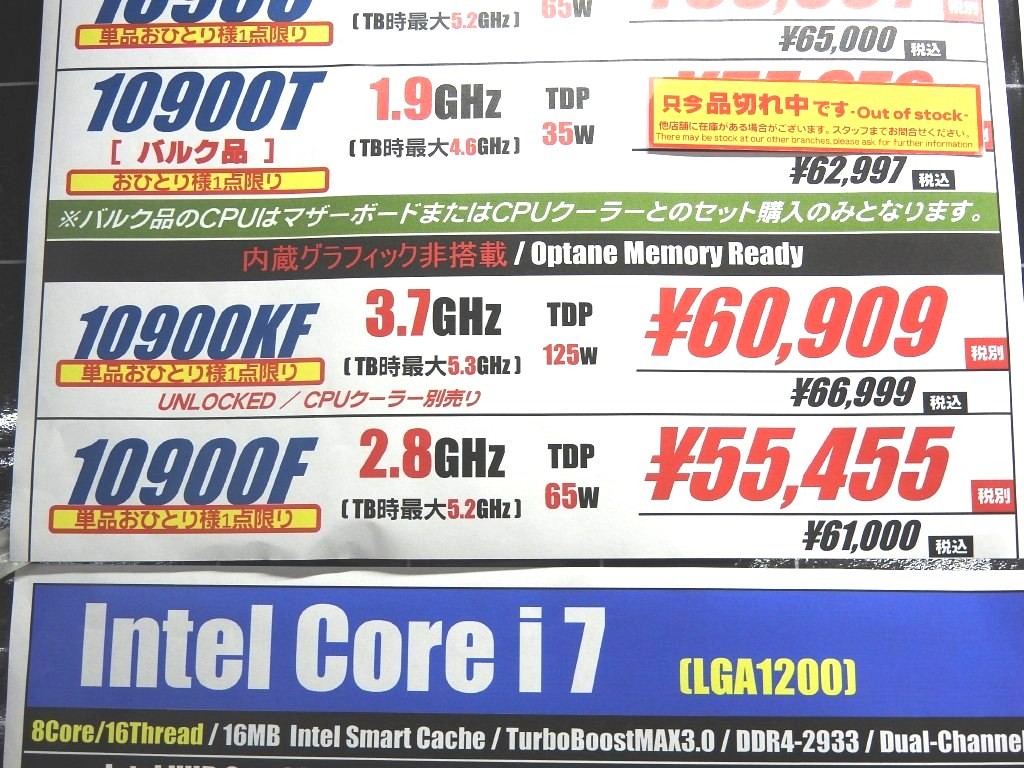 (TB時最大5.2GHz)
65W
税別
単品おひとり様1点限り
¥65,000 税込
10900T
1.9GHz
TDP
[ バルク品 ]
(TB時最大4.6GHz)
35W
只今品切れ中です -Out of stock-
他店舗に在庫がある場合がございます。スタッフまでお問合せください。
There may be stock at our other branches,please ask for further information
おひとり様1点限り
¥62,997 税込
※バルク品のCPUはマザーボードまたはCPUクーラーとのセット購入のみとなります。
内蔵グラフィック非搭載 / Optane Memory Ready
10900KF
3.7GHz
TDP
¥60,909 税別
単品おひとり様1点限り
(TB時最大5.3GHz)
125W
UNLOCKED / CPUクーラー別売り
¥66,999 税込
10900F
2.8GHz
TDP
¥55,455 税別
単品おひとり様1点限り
(TB時最大5.2GHz)
65W
¥61,000 税込
Intel Core i 7 (LGA1200)
8Core/16Thread / 16MB Intel Smart Cache / TurboBoostMAX3.0 / DDR4-2933 / Dual-Channel